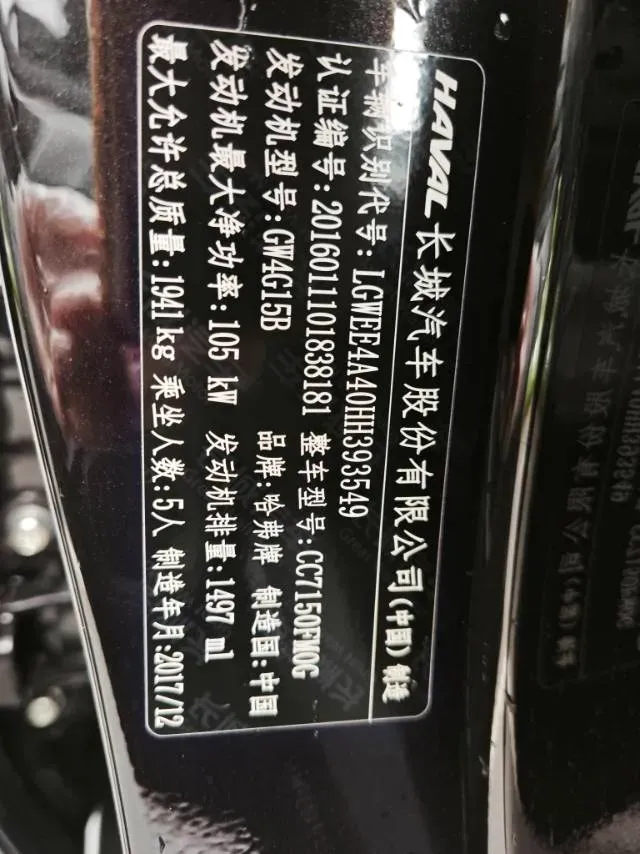 HAVAL 长城汽车股份有限公司(中国) 制造
车辆识别代号:LGWEE4A40HH393549
认证编号:2016011101838181 整车型号:CC7150FM0G
发动机型号:GW4G15B 品牌:哈弗牌 制造国:中国
发动机最大净功率:105 kW 发动机排量:1497 ml
最大允许总质量:1941kg 乘坐人数:5人 制造年月:2017/12